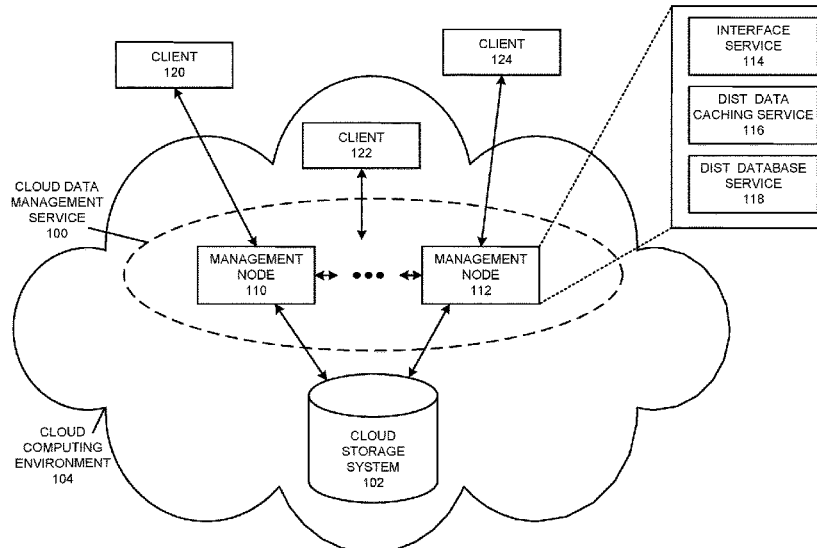 CLIENT
120
CLIENT
124
CLIENT
122
INTERFACE
SERVICE
114
DIST DATA
CACHING SERVICE
116
DIST DATABASE
SERVICE
118
CLOUD DATA
MANAGEMENT
SERVICE
100
MANAGEMENT
NODE
110
MANAGEMENT
NODE
112
CLOUD
STORAGE
SYSTEM
102
CLOUD
COMPUTING
ENVIRONMENT
104